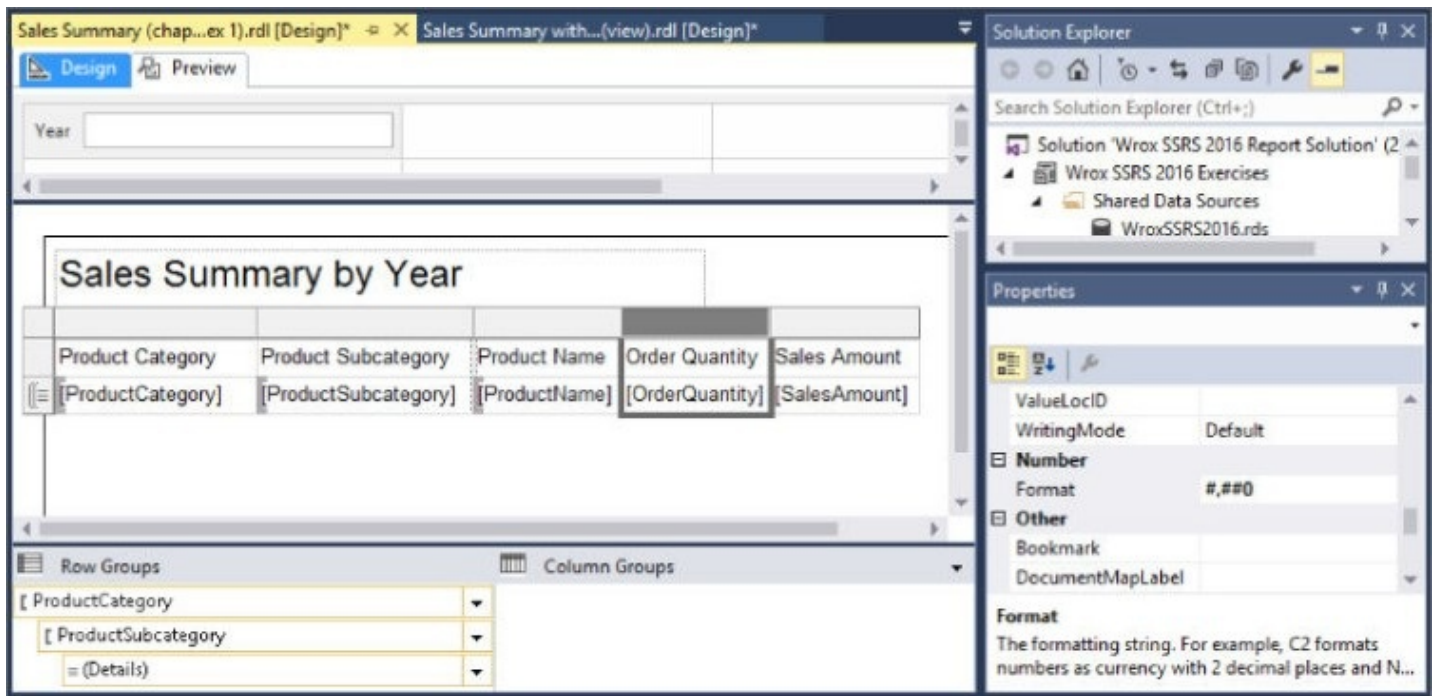 Sales Summary (chap...ex 1).rdl [Design]* Sales Summary with...(view).rdl [Design]*
Design Preview
Year
Sales Summary by Year
Product Category Product Subcategory Product Name Order Quantity Sales Amount
[ProductCategory] [ProductSubcategory] [ProductName] [OrderQuantity] [SalesAmount]
Row Groups Column Groups
[ ProductCategory
[ ProductSubcategory
= (Details)
Solution Explorer
Search Solution Explorer (Ctrl+;)
Solution 'Wrox SSRS 2016 Report Solution' (2
Wrox SSRS 2016 Exercises
Shared Data Sources
WroxSSRS2016.rds
Properties
ValueLocID
WritingMode Default
Number
Format #,##0
Other
Bookmark
DocumentMapLabel
Format
The formatting string. For example, C2 formats
numbers as currency with 2 decimal places and N...